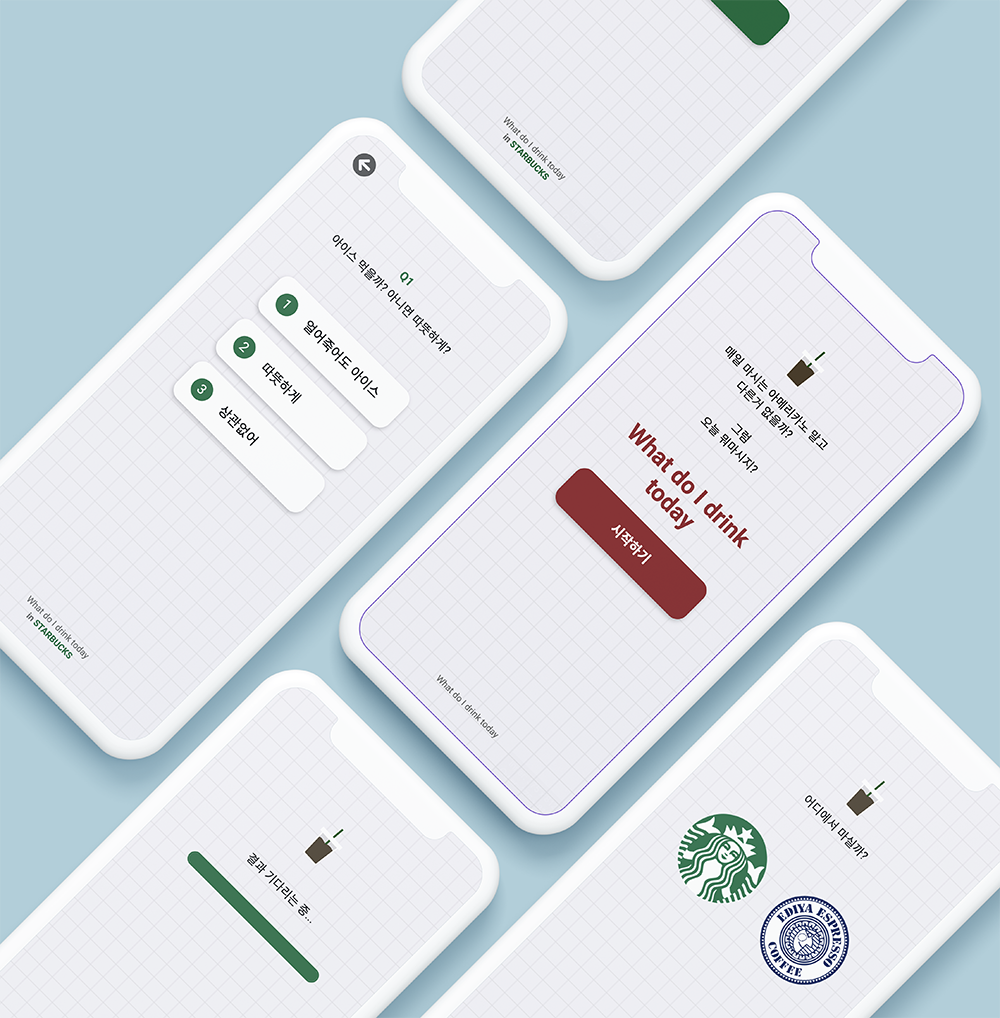 What do I drink today
in STARBUCKS
Q1
아이스 먹을까? 아니면 따뜻하게?
1
얼어죽어도 아이스
2
따뜻하게
3
상관없어
What do I drink today
in STARBUCKS
매일 마시는 아메리카노 말고
다른거 없을까?
그럼
오늘 뭐마시지?
What do I drink
today
시작하기
What do I drink today
결과 기다리는 중...
어디에서 마실까?
EDIYA ESPRESSO
COFFEE